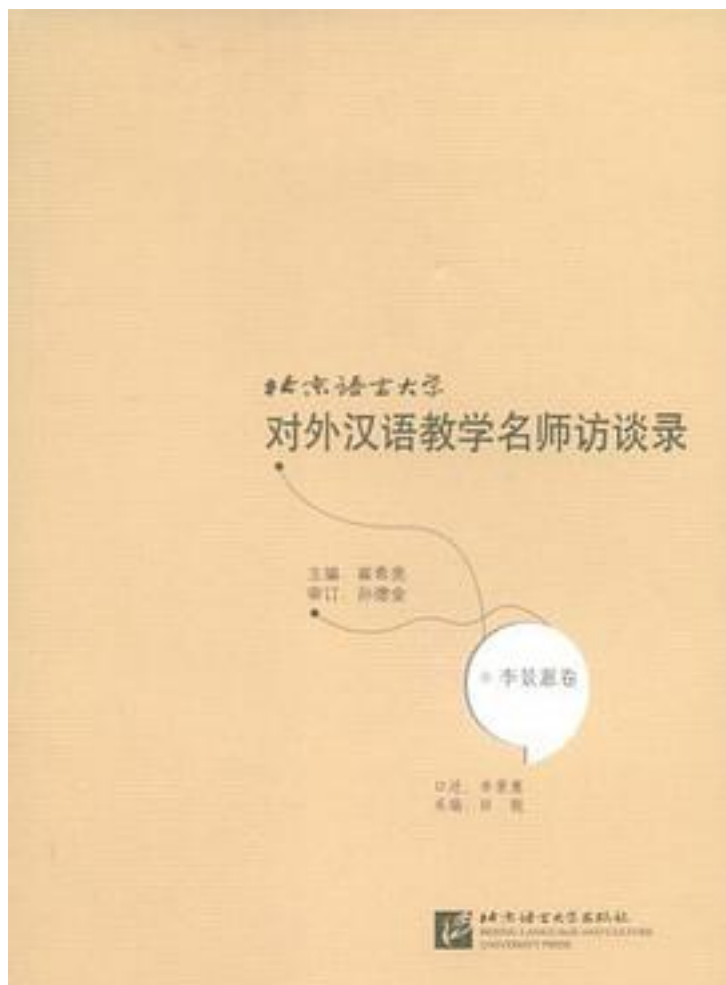 北京语言大学
对外汉语教学名师访谈录
主编 崔希亮
审订 孙德金
李景蕙卷
口述：李景蕙
采编：田
北京语言大学出版社
BEIJING LANGUAGE AND CULTURE
UNIVERSITY PRESS